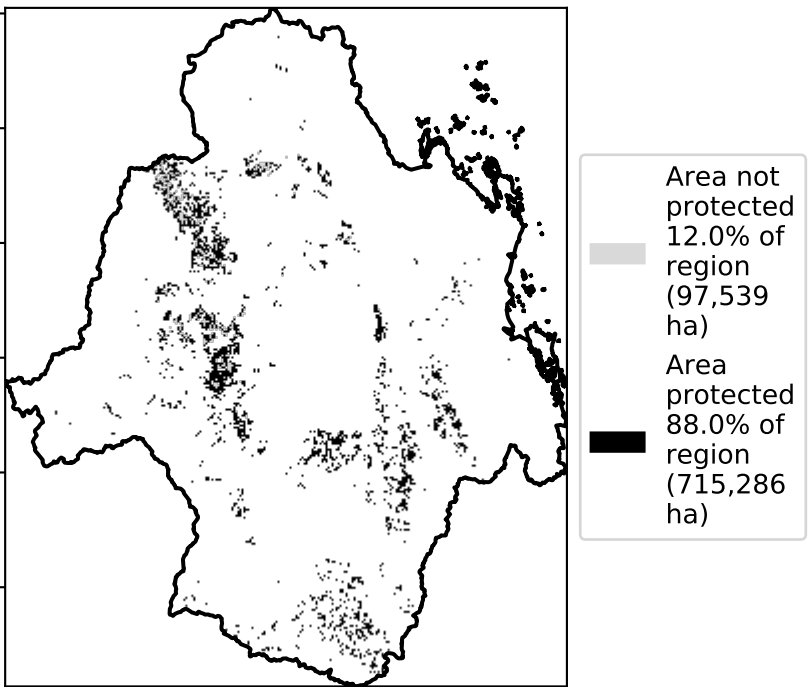 Area not
protected
12.0% of
region
(97,539
ha)
Area
protected
88.0% of
region
(715,286
ha)